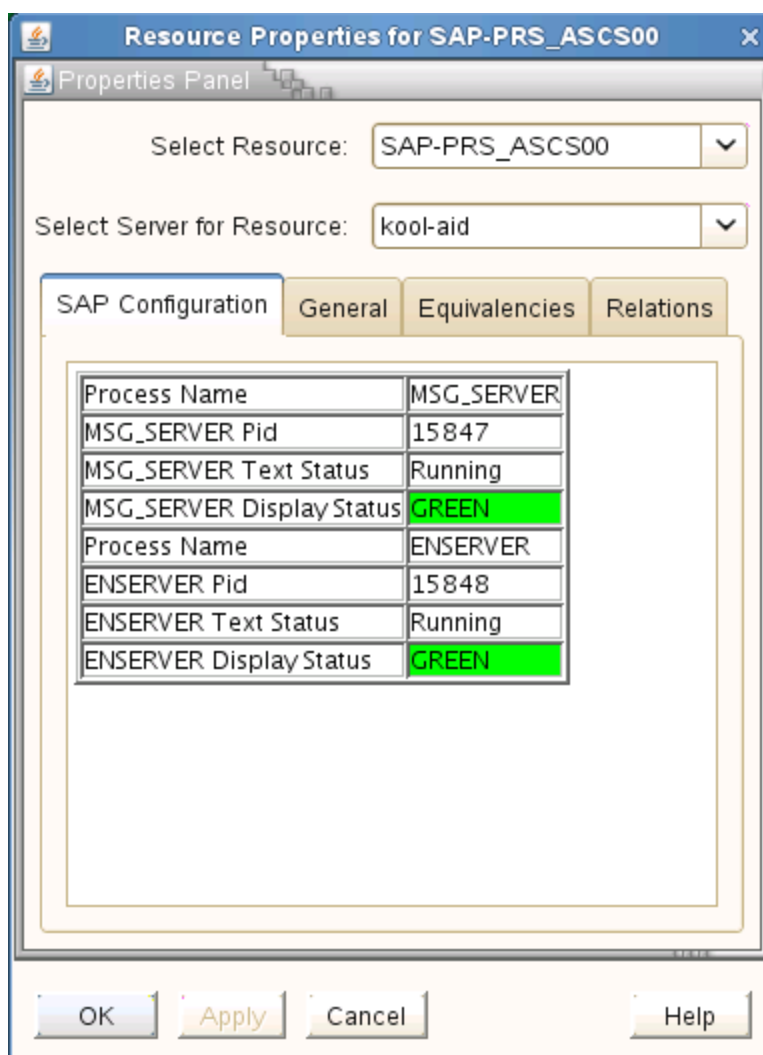 Resource Properties for SAP-PRS_ASCS00
Properties Panel
Select Resource: SAP-PRS_ASCS00
Select Server for Resource: kool-aid
SAP Configuration General Equivalencies Relations
Process Name MSG_SERVER
MSG_SERVER Pid 15847
MSG_SERVER Text Status Running
MSG_SERVER Display Status GREEN
Process Name ENSERVER
ENSERVER Pid 15848
ENSERVER Text Status Running
ENSERVER Display Status GREEN
OK Apply Cancel Help